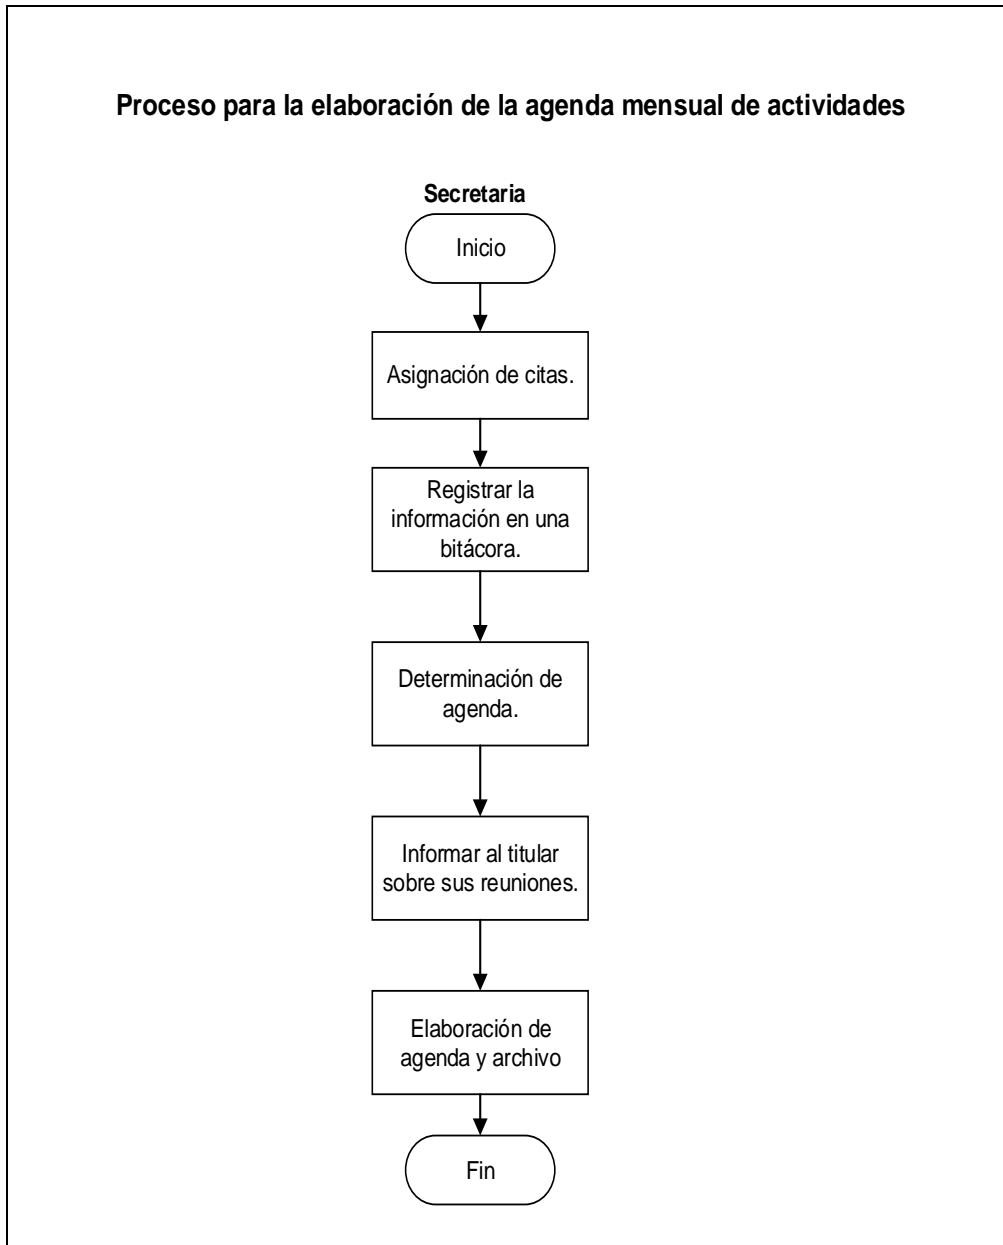 Proceso para la elaboración de la agenda mensual de actividades
Secretaria
Inicio
Asignación de citas.
Registrar la
información en una
bitácora.
Determinación de
agenda.
Informar al titular
sobre sus reuniones.
Elaboración de
agenda y archivo
Fin